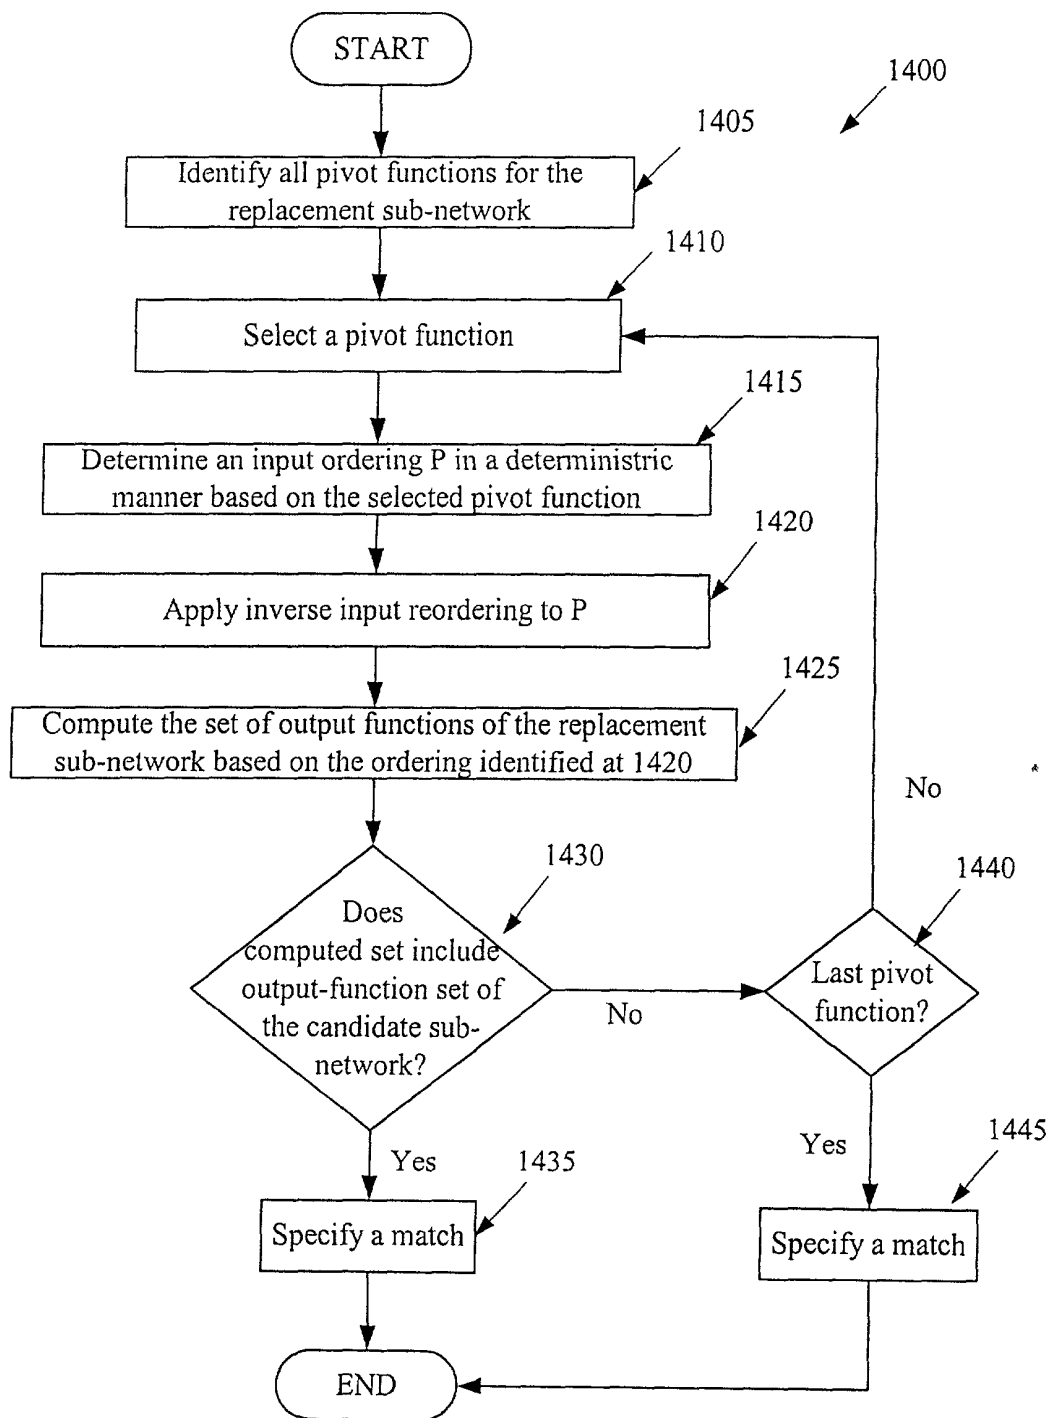 START
1400
1405
Identify all pivot functions for the
replacement sub-network
1410
Select a pivot function
1415
Determine an input ordering P in a deterministric
manner based on the selected pivot function
1420
Apply inverse input reordering to P
1425
Compute the set of output functions of the replacement
sub-network based on the ordering identified at 1420
No
1430
1440
Does
computed set include
output-function set of
the candidate sub-
network?
No
Last pivot
function?
Yes
1435
Yes
1445
Specify a match
Specify a match
END